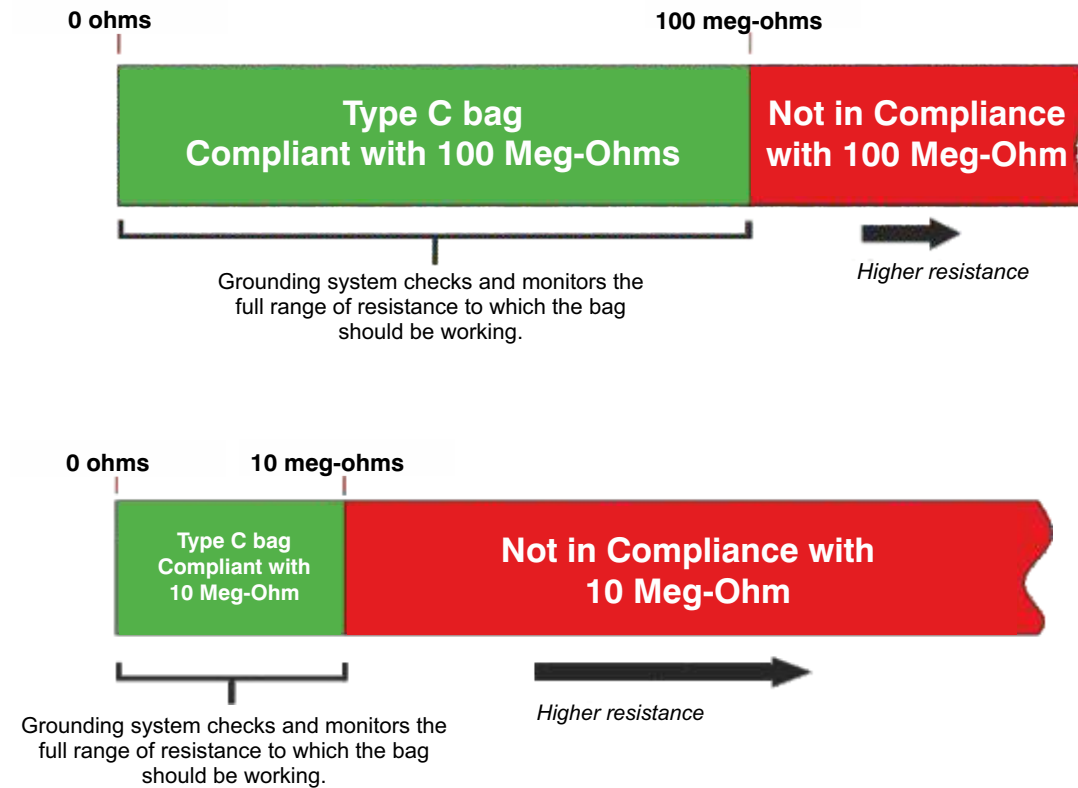 0 ohms
100 meg-ohms
Type C bag
Compliant with 100 Meg-Ohms
Not in Compliance
with 100 Meg-Ohm
Grounding system checks and monitors the
full range of resistance to which the bag
should be working.
Higher resistance
0 ohms
10 meg-ohms
Type C bag
Compliant with
10 Meg-Ohm
Not in Compliance with
10 Meg-Ohm
Grounding system checks and monitors the
full range of resistance to which the bag
should be working.
Higher resistance